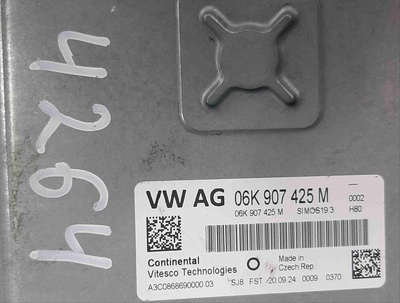 4264
VW AG 06K 907 425 M
0002
06K 907 425 M SIMOS19.3 H80
Continental
Vitesco Technologies
Made in
Czech Rep.
A3C0868690000 03 SJ8 FST 20.09.24 0009 0370